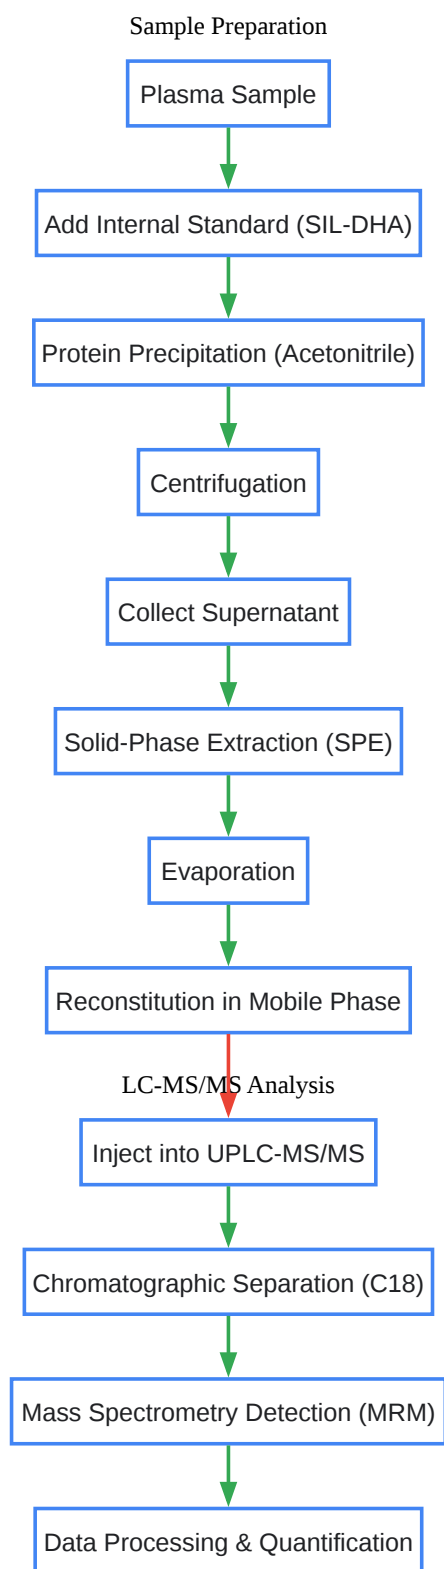 Sample Preparation
Plasma Sample
Add Internal Standard (SIL-DHA)
Protein Precipitation (Acetonitrile)
Centrifugation
Collect Supernatant
Solid-Phase Extraction (SPE)
Evaporation
Reconstitution in Mobile Phase
LC-MS/MS Analysis
Inject into UPLC-MS/MS
Chromatographic Separation (C18)
Mass Spectrometry Detection (MRM)
Data Processing & Quantification